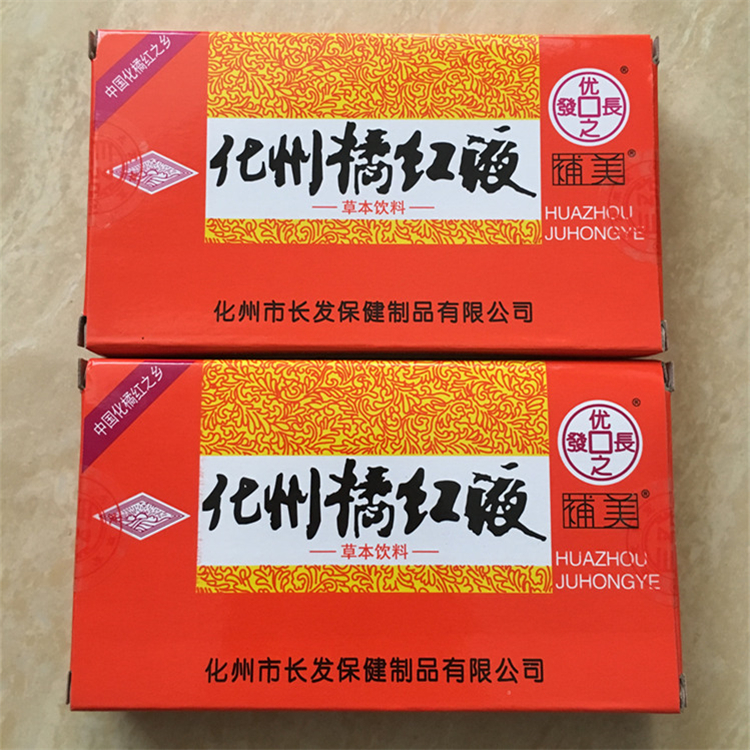 中国化橘红之乡
優
發口長
之
®
化州橘红液
補美
草本饮料
HUAZHOU
JUHONGYE
化州市长发保健制品有限公司
中国化橘红之乡
优
發口長
之
®
化州橘红液
補美®
草本饮料
HUAZHOU
JUHONGYE
化州市长发保健制品有限公司